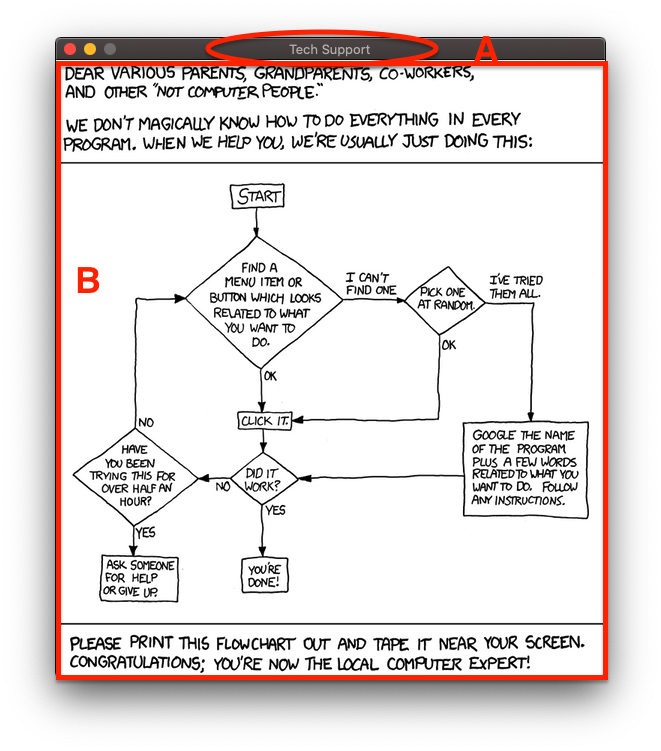 Tech Support
A
DEAR VARIOUS PARENTS, GRANDPARENTS, CO-WORKERS,
AND OTHER "NOT COMPUTER PEOPLE."
WE DON'T MAGICALLY KNOW HOW TO DO EVERYTHING IN EVERY
PROGRAM. WHEN WE HELP YOU, WE'RE USUALLY JUST DOING THIS:
START
B
FIND A
MENU ITEM OR
BUTTON WHICH LOOKS
RELATED TO WHAT
YOU WANT TO
DO.
I CAN'T
FIND ONE
PICK ONE
AT RANDOM.
I'VE TRIED
THEM ALL.
OK
OK
CLICK IT.
NO
GOOGLE THE NAME
OF THE PROGRAM
PLUS A FEW WORDS
RELATED TO WHAT YOU
WANT TO DO. FOLLOW
ANY INSTRUCTIONS.
HAVE
YOU BEEN
TRYING THIS FOR
OVER HALF AN
HOUR?
NO
DID IT
WORK?
YES
YES
ASK SOMEONE
FOR HELP
OR GIVE UP.
YOU'RE
DONE!
PLEASE PRINT THIS FLOWCHART OUT AND TAPE IT NEAR YOUR SCREEN.
CONGRATULATIONS; YOU'RE NOW THE LOCAL COMPUTER EXPERT!